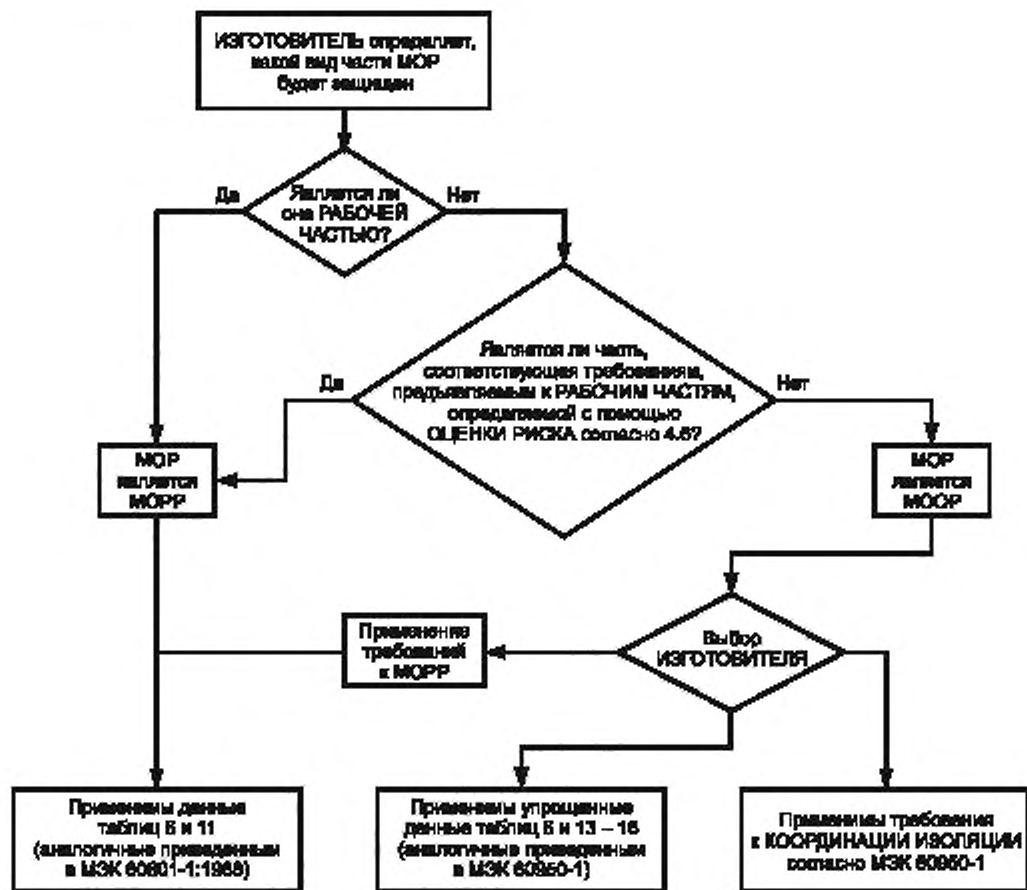 ИЗГОТОВИТЕЛЬ определяет,
какой вид части МОР
будет защищен
Да
Является ли
она РАБОЧЕЙ
ЧАСТЬЮ?
Нет
Является ли часть,
соответствующая требованиям,
предъявляемым к РАБОЧИМ ЧАСТЯМ,
определяемой с помощью
ОЦЕНКИ РИСКА согласно 4.6?
Да
Нет
МОР
является
МОРР
МОР
является
МООР
Применение
требований
к МОРР
Выбор
ИЗГОТОВИТЕЛЯ
Применимы данные
таблиц 6 и 11
(аналогичные приведенным
в МЭК 60601-1:1988)
Применимы упрощенные
данные таблиц 6 и 13 – 16
(аналогичные приведенным
в МЭК 60950-1)
Применимы требования
к КООРДИНАЦИИ ИЗОЛЯЦИИ
согласно МЭК 60950-1